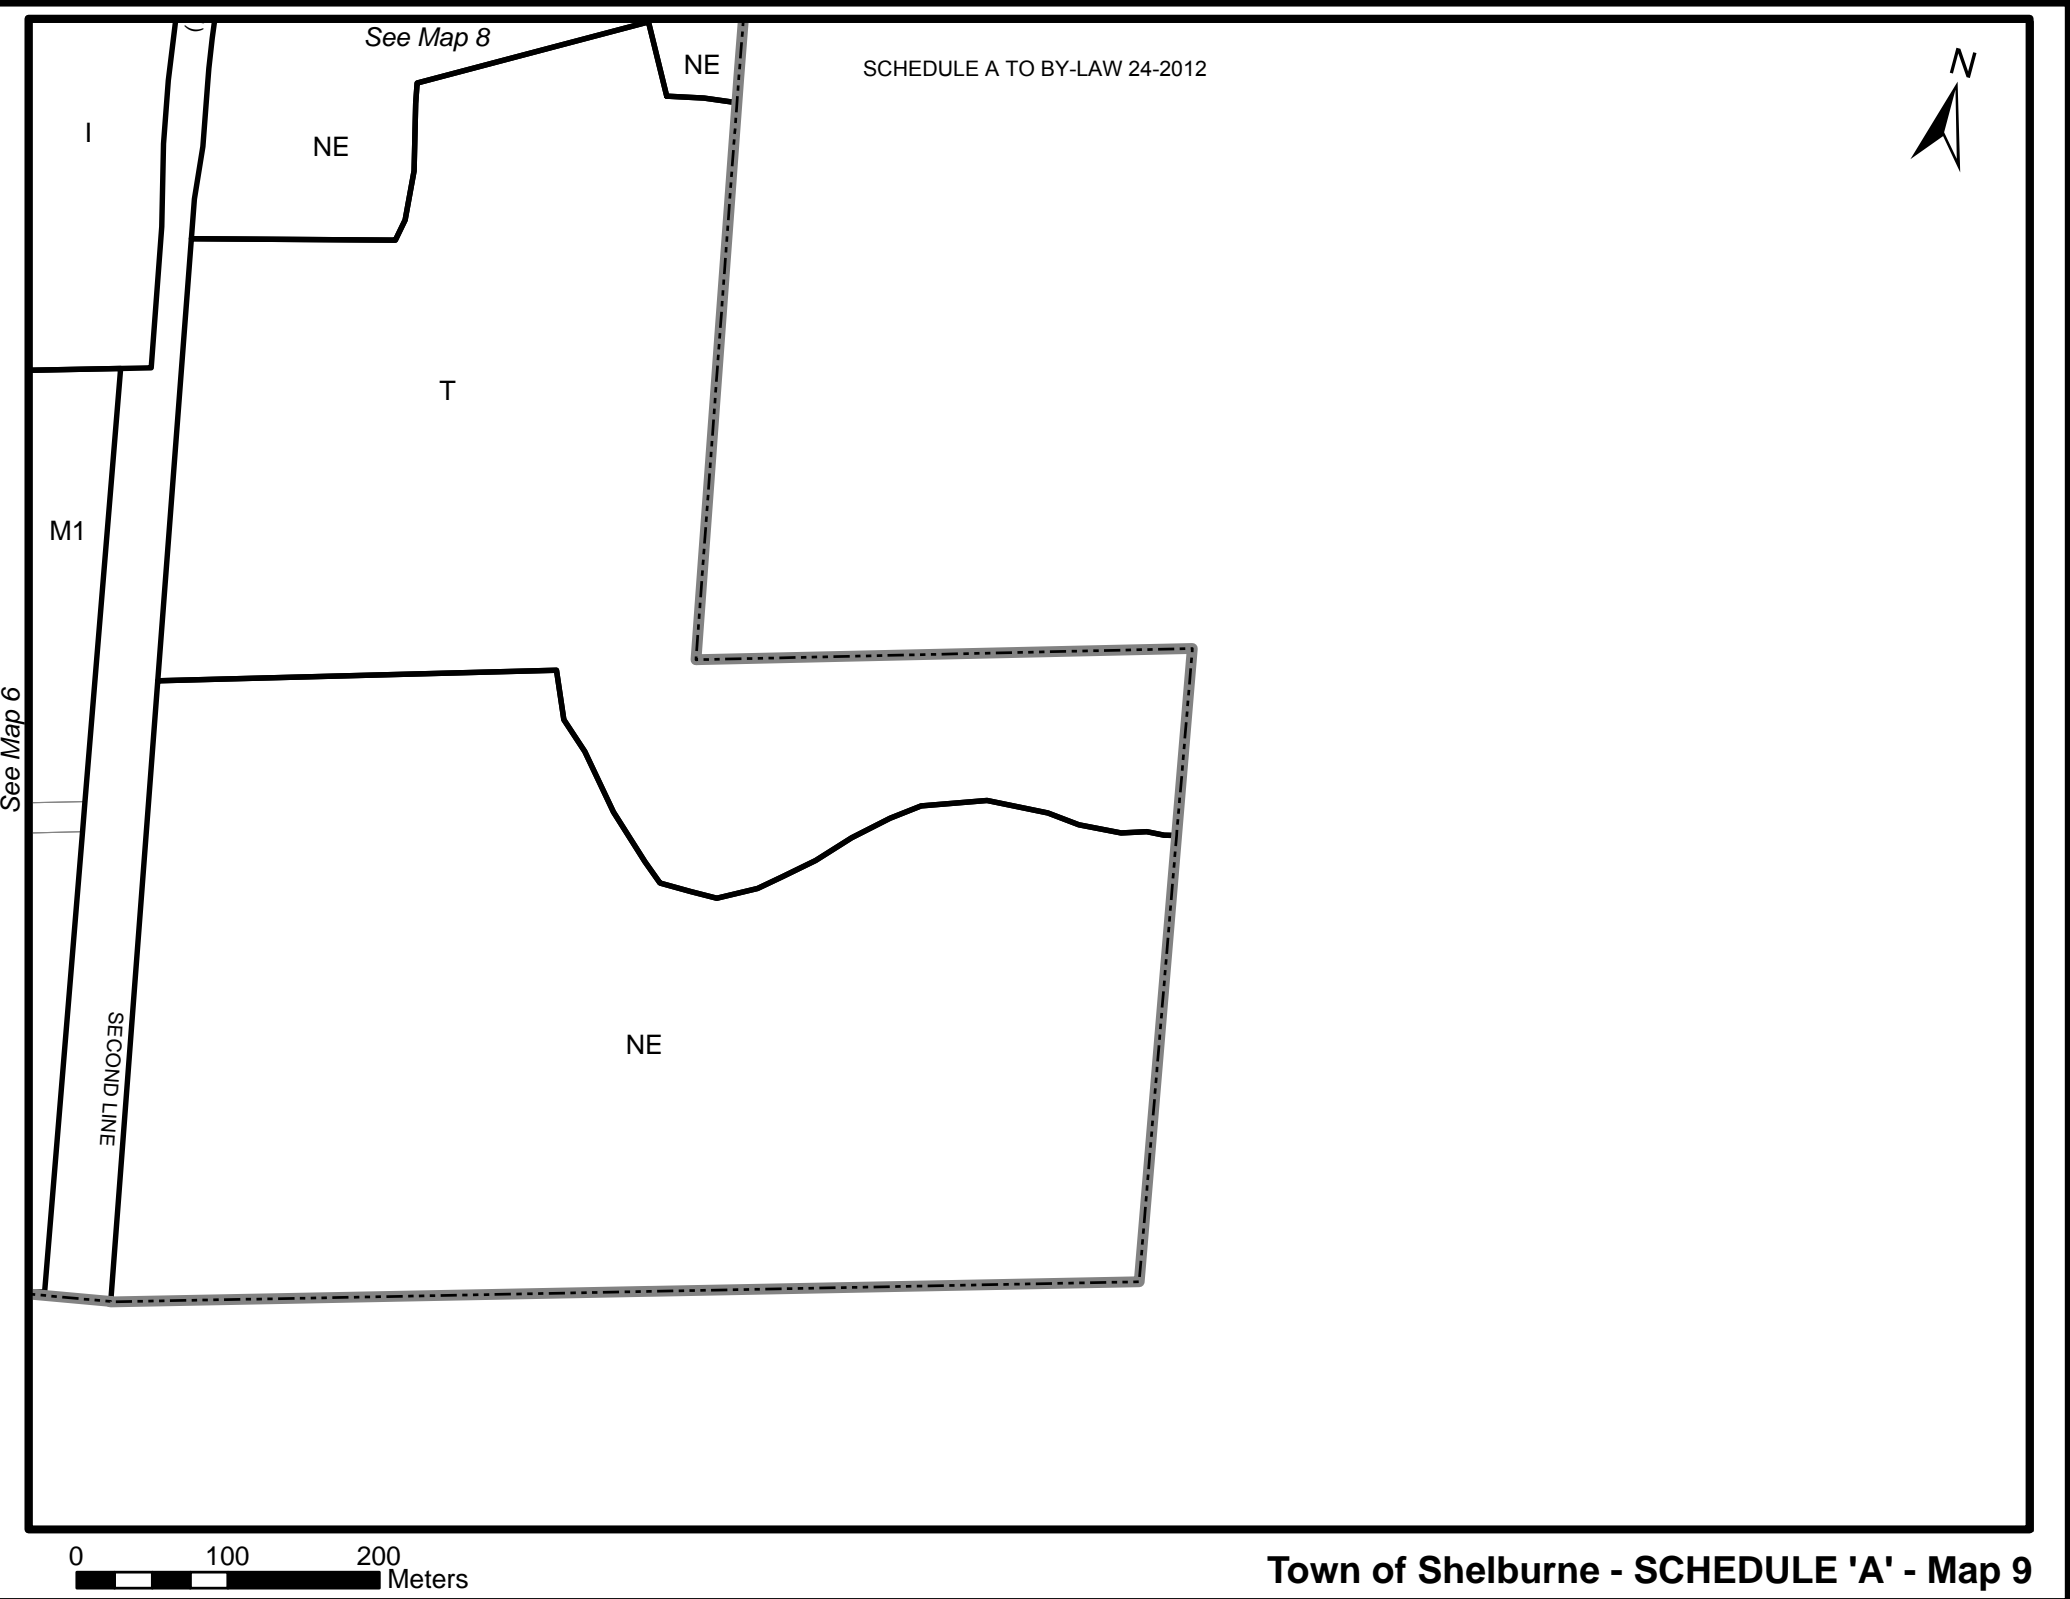 See Map 8
NE
SCHEDULE A TO BY-LAW 24-2012
N
I
NE
T
M1
See Map 6
SECOND LINE
NE
0 100 200
Meters
Town of Shelburne - SCHEDULE 'A' - Map 9